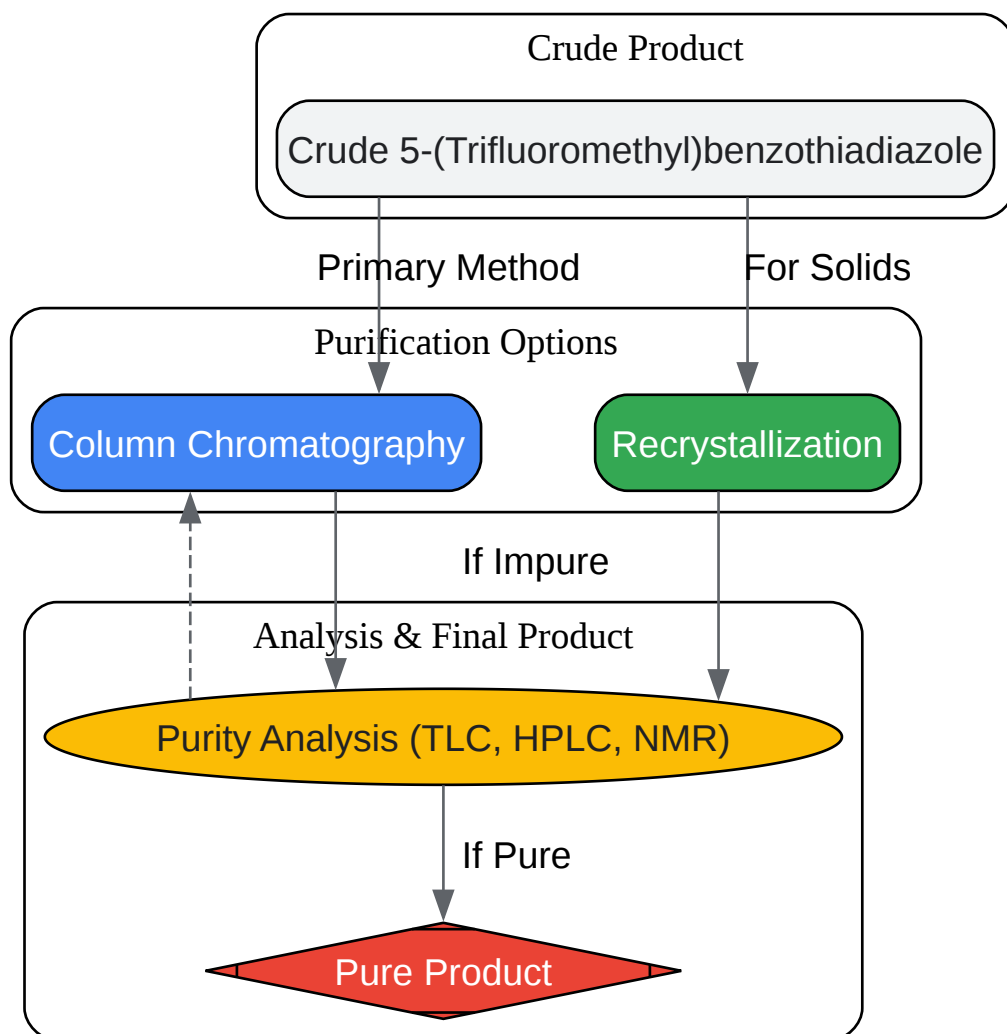 Crude Product
Crude 5-(Trifluoromethyl)benzothiadiazole
Primary Method
For Solids
Purification Options
Column Chromatography
Recrystallization
If Impure
Analysis & Final Product
Purity Analysis (TLC, HPLC, NMR)
If Pure
Pure Product